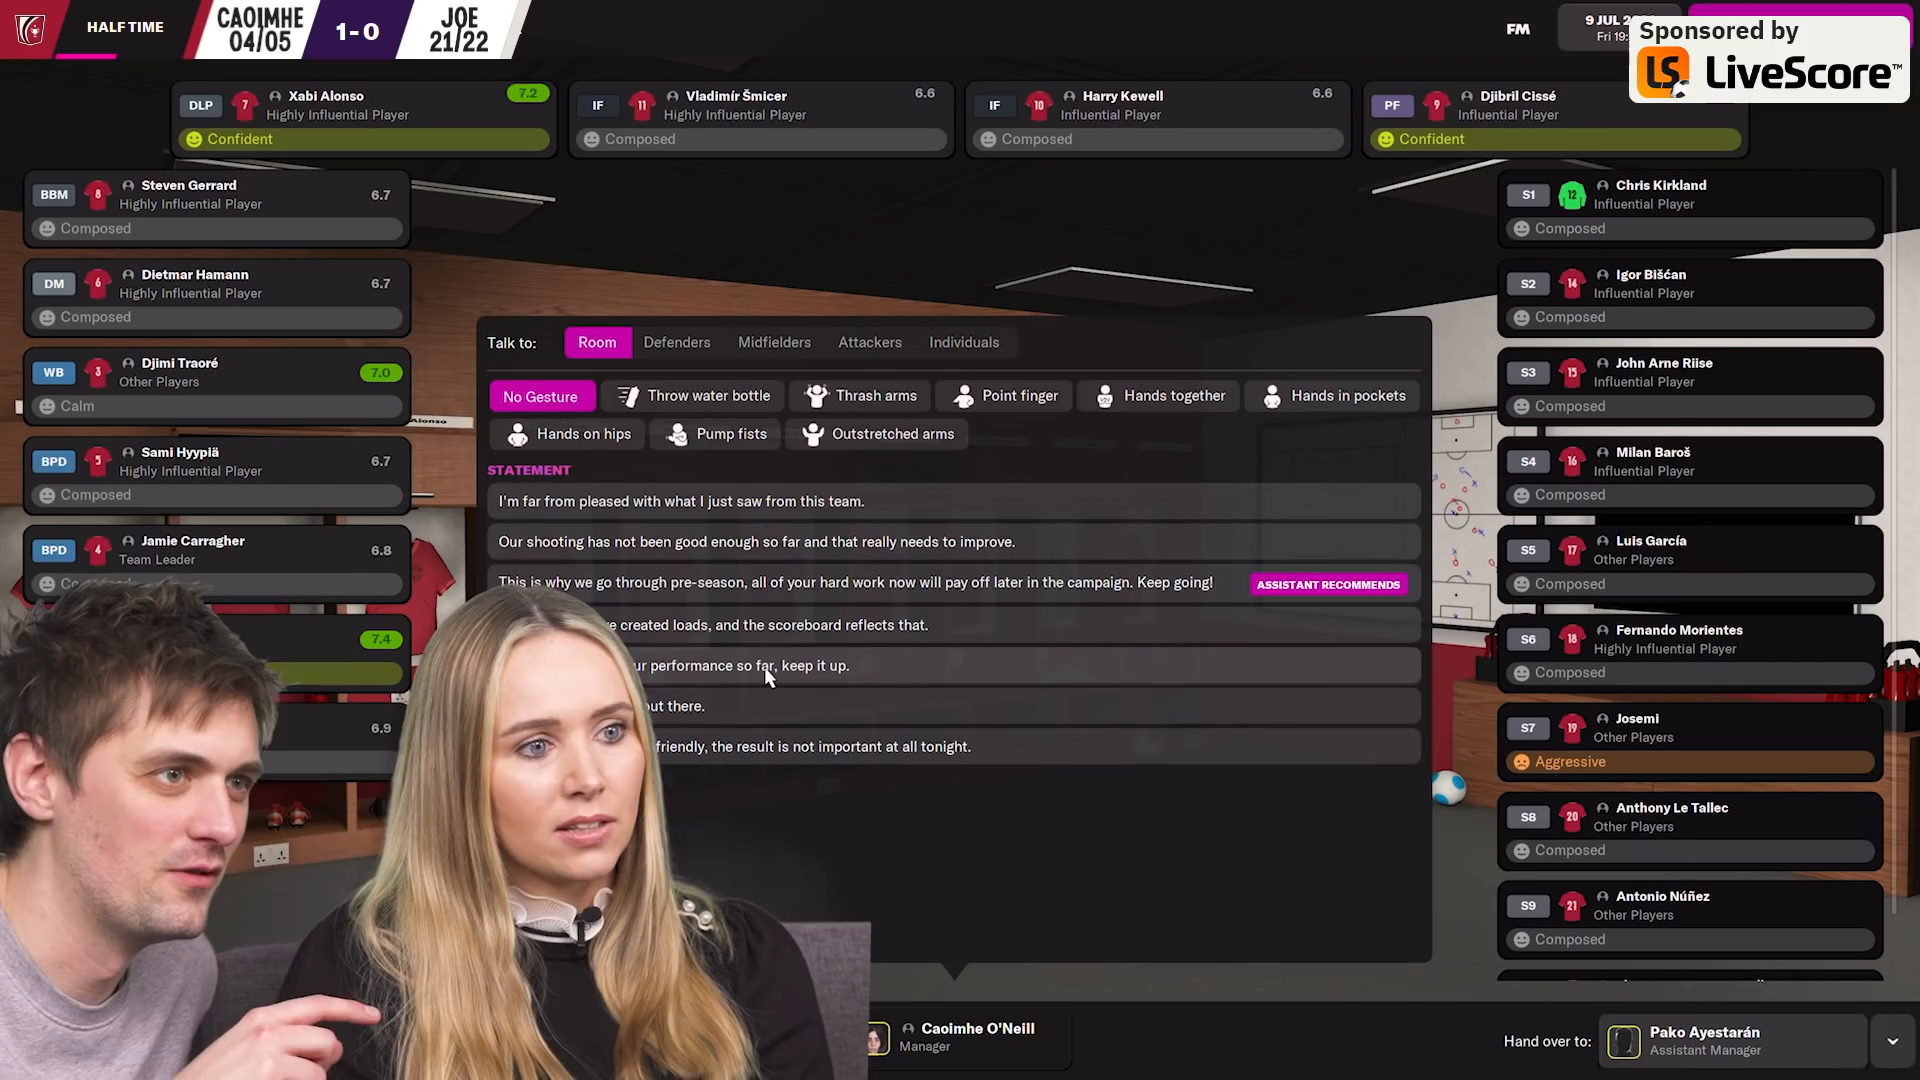 HALF TIME
CAOIMHE
04/05
1-0
JOE
21/22
FM
9 JUL
Fri 19
Sponsored by
LS
LiveScore™
DLP
7
Xabi Alonso
7.2
Highly Influential Player
Confident
IF
11
Vladimír Šmicer
6.6
Highly Influential Player
Composed
IF
10
Harry Kewell
6.6
Influential Player
Composed
PF
9
Djibril Cissé
Influential Player
Confident
BBM
8
Steven Gerrard
6.7
Highly Influential Player
Composed
DM
6
Dietmar Hamann
6.7
Highly Influential Player
Composed
WB
3
Djimi Traoré
7.0
Other Players
Calm
BPD
5
Sami Hyypiä
6.7
Highly Influential Player
Composed
BPD
4
Jamie Carragher
6.8
Team Leader
7.4
6.9
Alonso
Talk to:
Room
Defenders
Midfielders
Attackers
Individuals
No Gesture
Throw water bottle
Thrash arms
Point finger
Hands together
Hands in pockets
Hands on hips
Pump fists
Outstretched arms
STATEMENT
I'm far from pleased with what I just saw from this team.
Our shooting has not been good enough so far and that really needs to improve.
This is why we go through pre-season, all of your hard work now will pay off later in the campaign. Keep going!
ASSISTANT RECOMMENDS
created loads, and the scoreboard reflects that.
performance so far, keep it up.
out there.
friendly, the result is not important at all tonight.
S1
12
Chris Kirkland
Influential Player
Composed
S2
14
Igor Bišćan
Influential Player
Composed
S3
15
John Arne Riise
Influential Player
Composed
S4
16
Milan Baroš
Influential Player
Composed
S5
17
Luis García
Other Players
Composed
S6
18
Fernando Morientes
Highly Influential Player
Composed
S7
19
Josemi
Other Players
Aggressive
S8
20
Anthony Le Tallec
Other Players
Composed
S9
21
Antonio Núñez
Other Players
Composed
Caoimhe O'Neill
Manager
Hand over to:
Pako Ayestarán
Assistant Manager